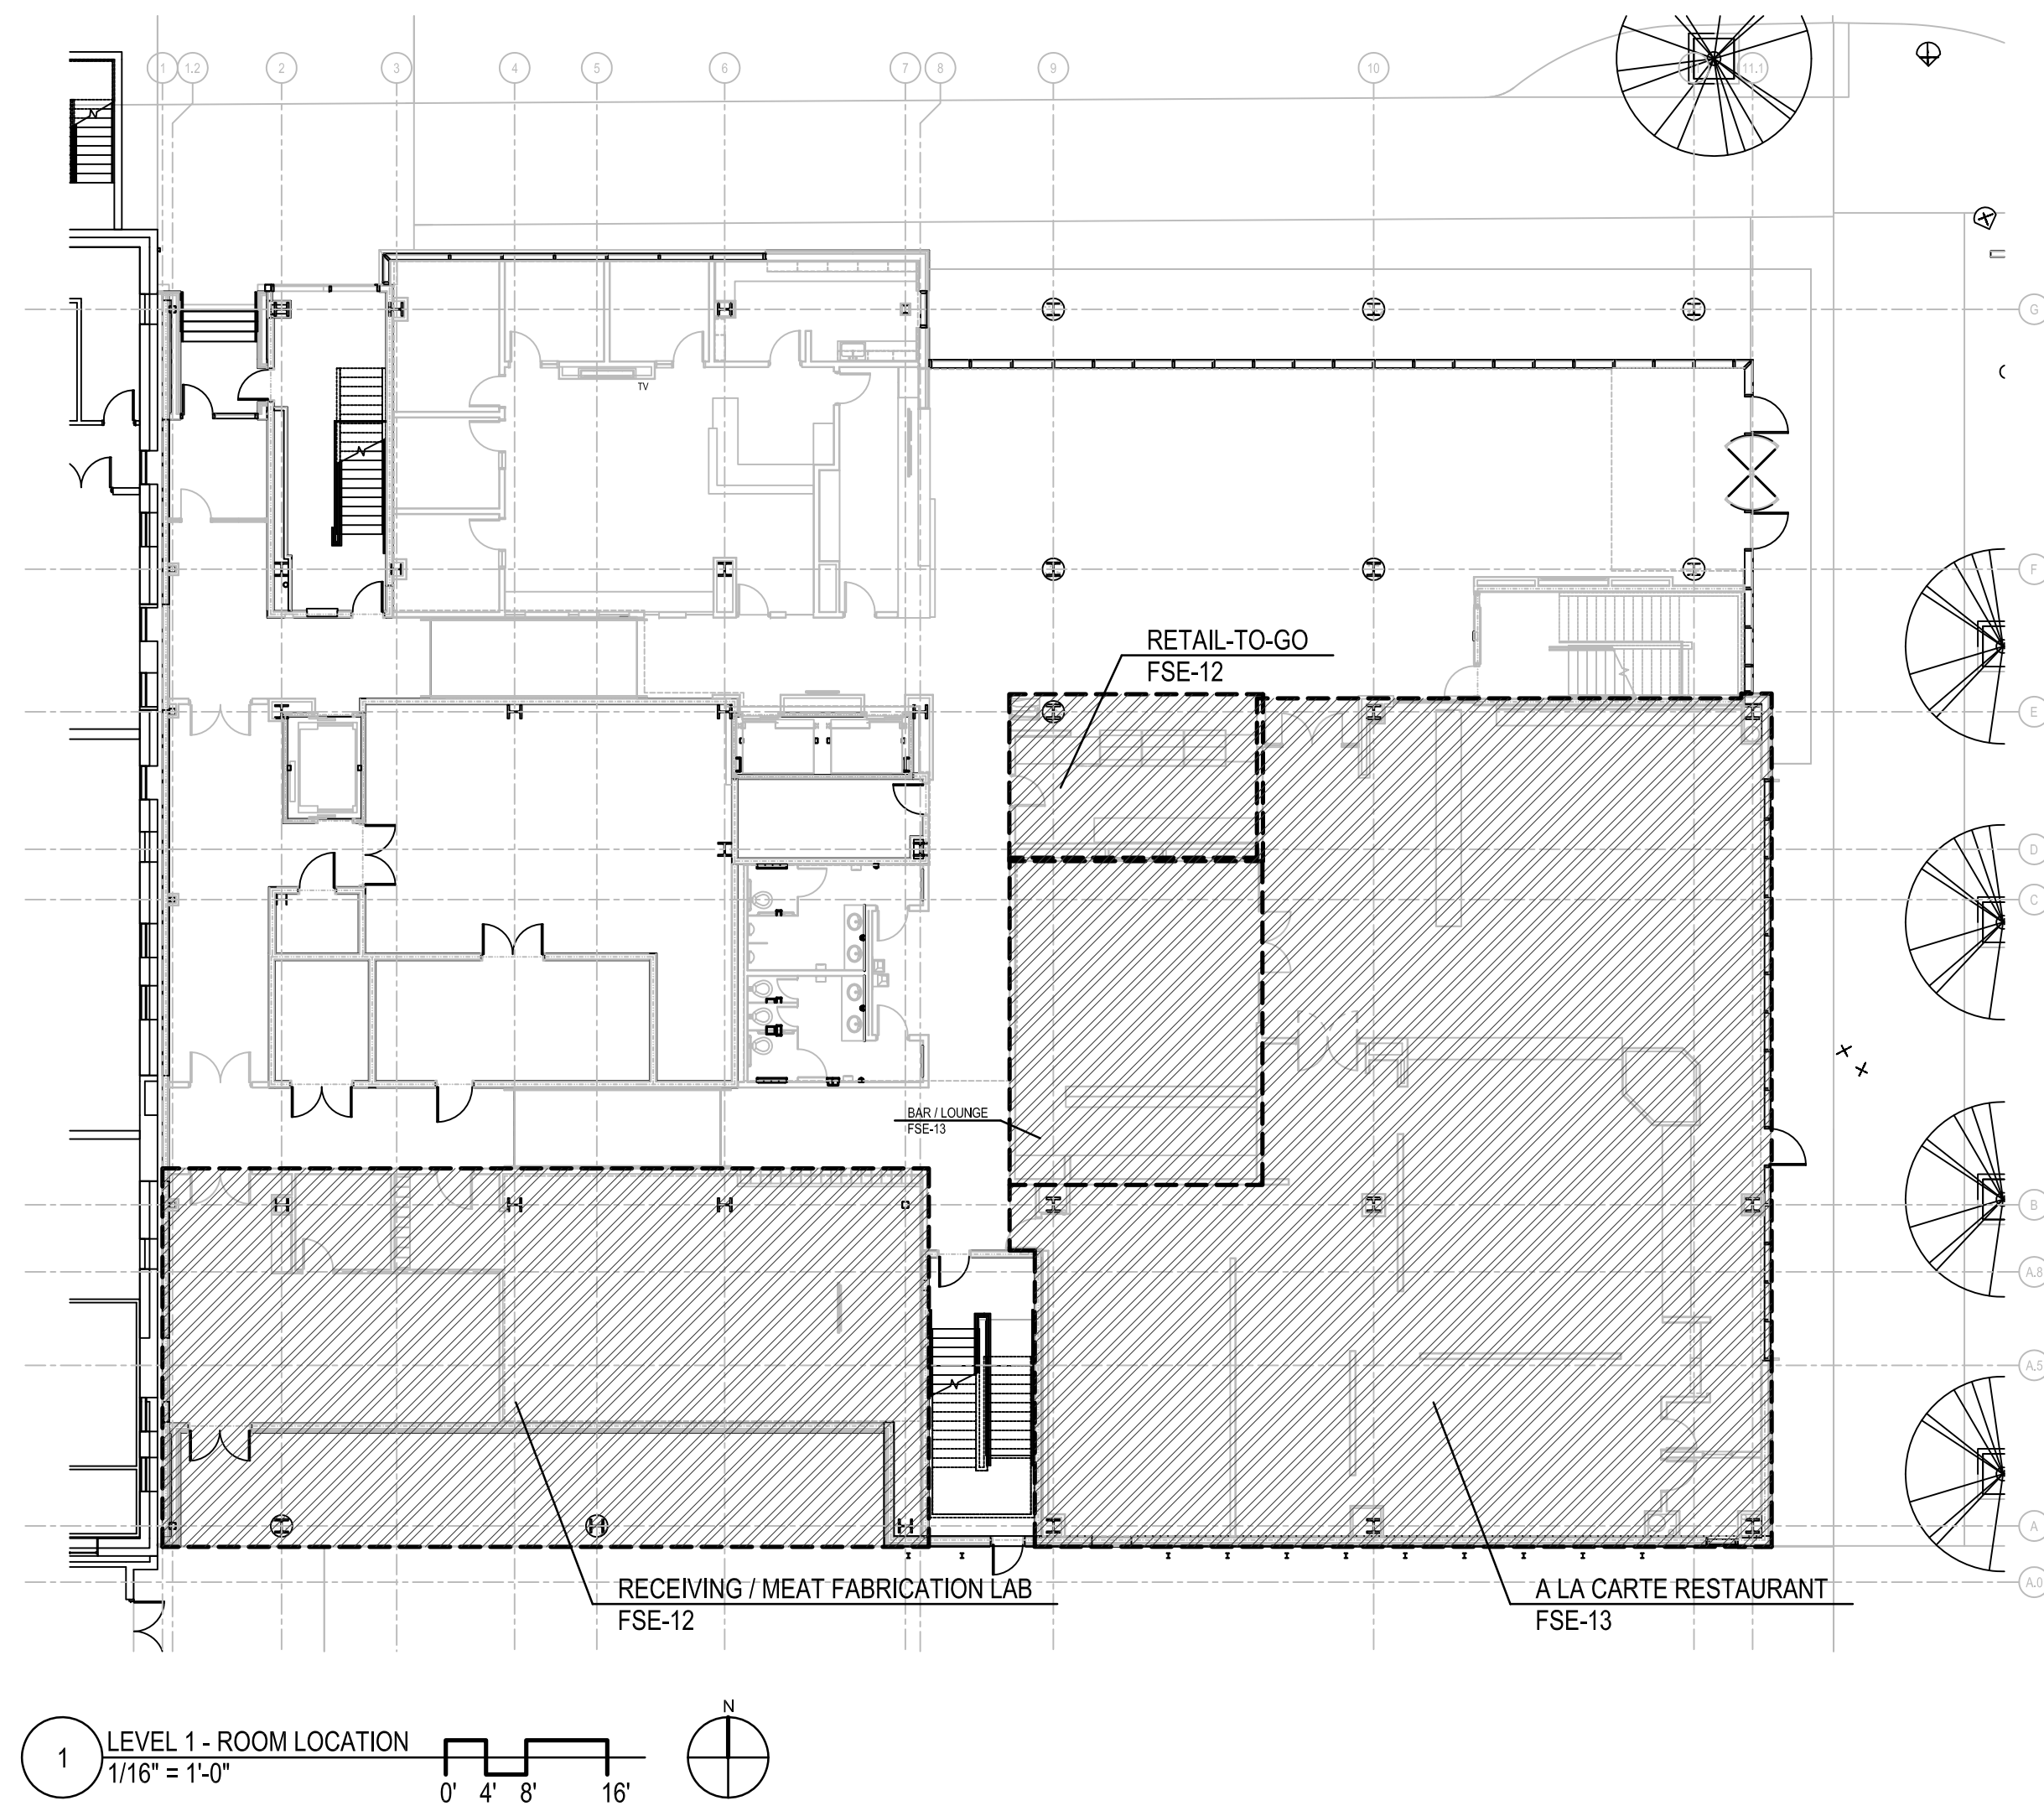 1 1.2 2 3 4 5 6 7 8 9 10 11.1
G
TV
F
RETAIL-TO-GO
FSE-12
E
D
C
BAR / LOUNGE
FSE-13
B
A.8
A.5
A
RECEIVING / MEAT FABRICATION LAB
FSE-12
A LA CARTE RESTAURANT
FSE-13
A.0
N
1
LEVEL 1 - ROOM LOCATION
1/16" = 1'-0"
0' 4' 8' 16'